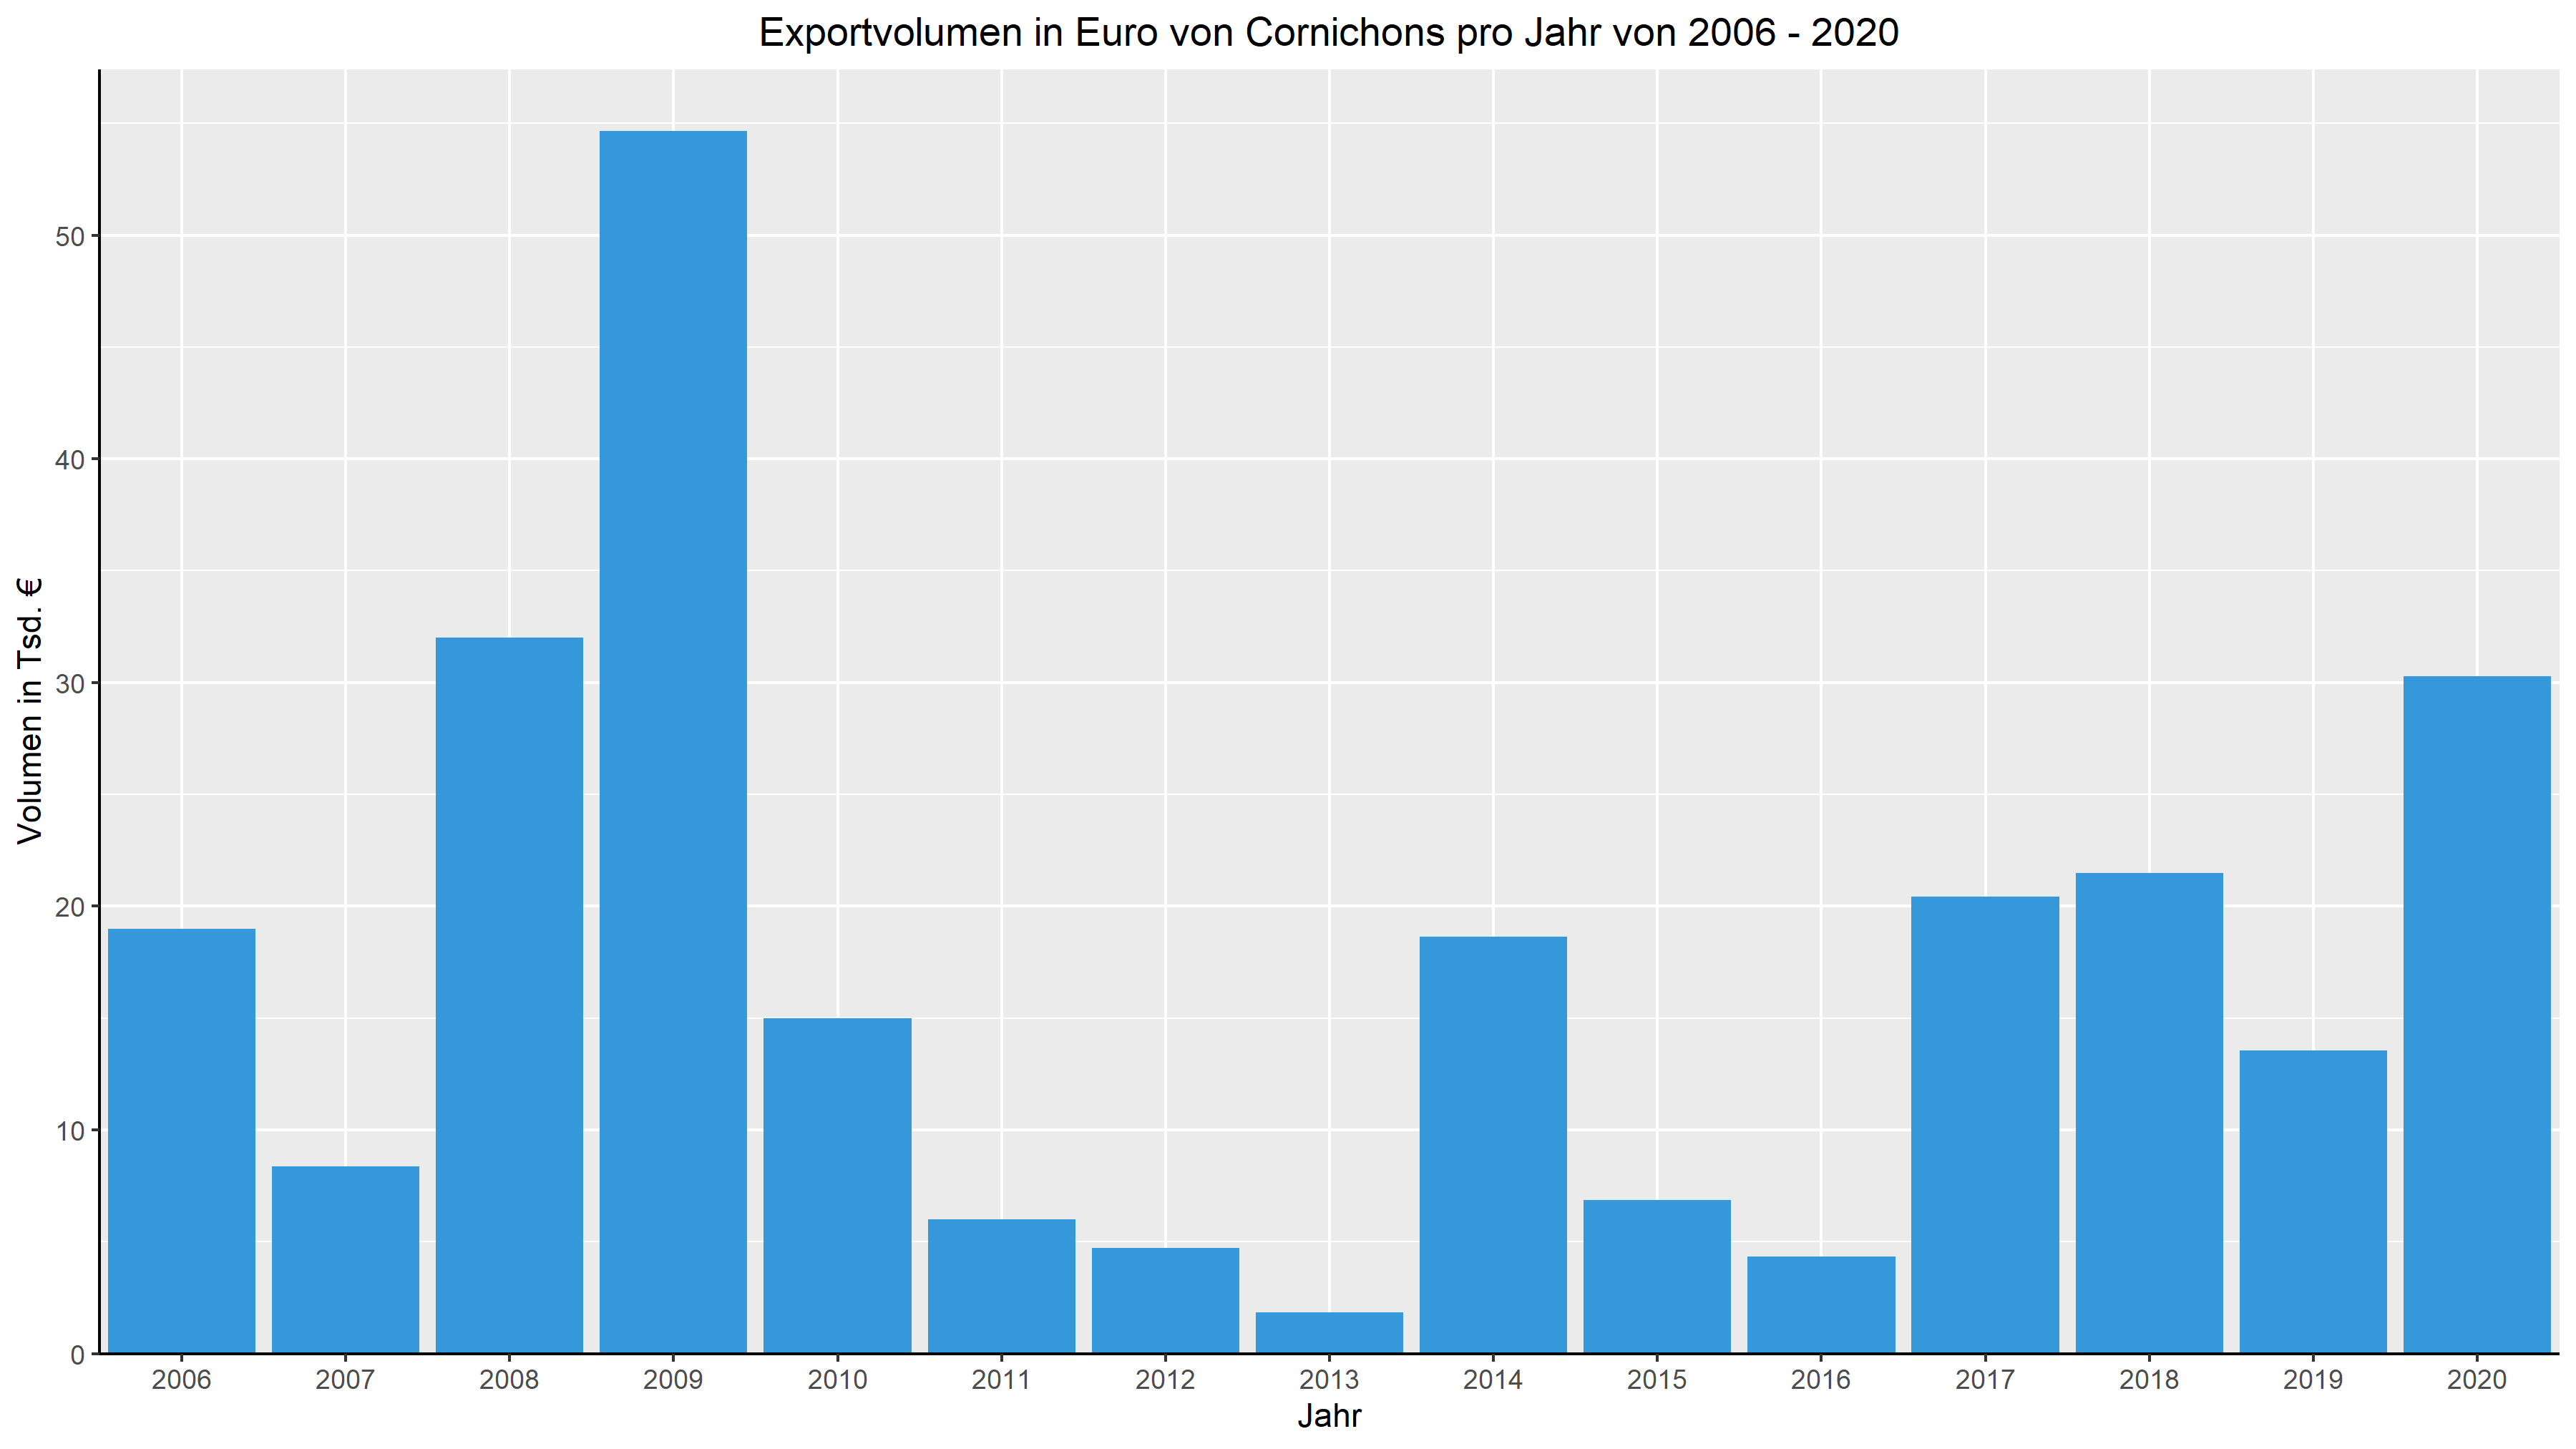 Exportvolumen in Euro von Cornichons pro Jahr von 2006 - 2020
Volumen in Tsd. €
50
40
30
20
10
0
2006 2007 2008 2009 2010 2011 2012 2013 2014 2015 2016 2017 2018 2019 2020
Jahr